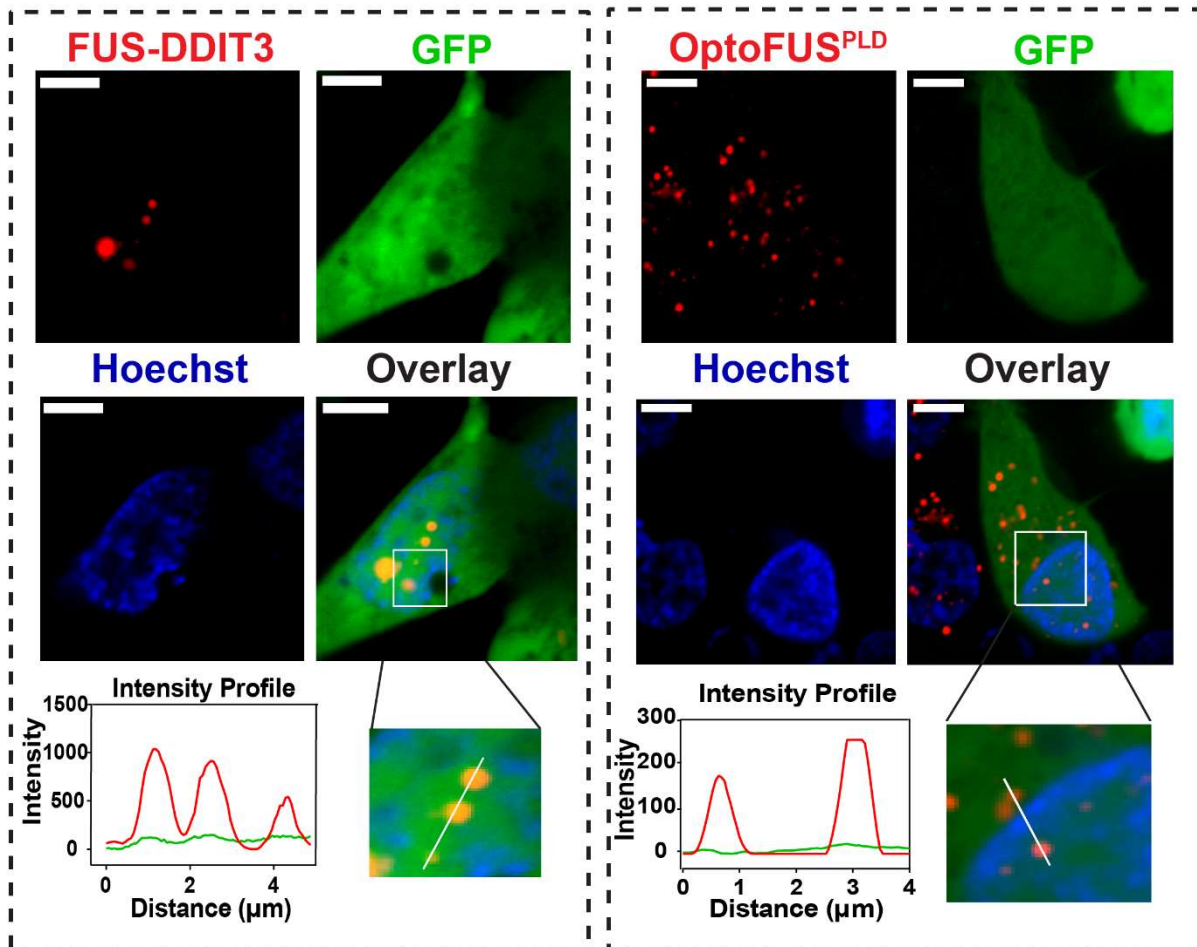 FUS-DDIT3
GFP
Hoechst
Overlay
Intensity Profile
1500
1000
500
0
Intensity
0
2
4
Distance (µm)
OptoFUSPLD
GFP
Hoechst
Overlay
Intensity Profile
300
200
100
0
Intensity
0
1
2
3
4
Distance (µm)